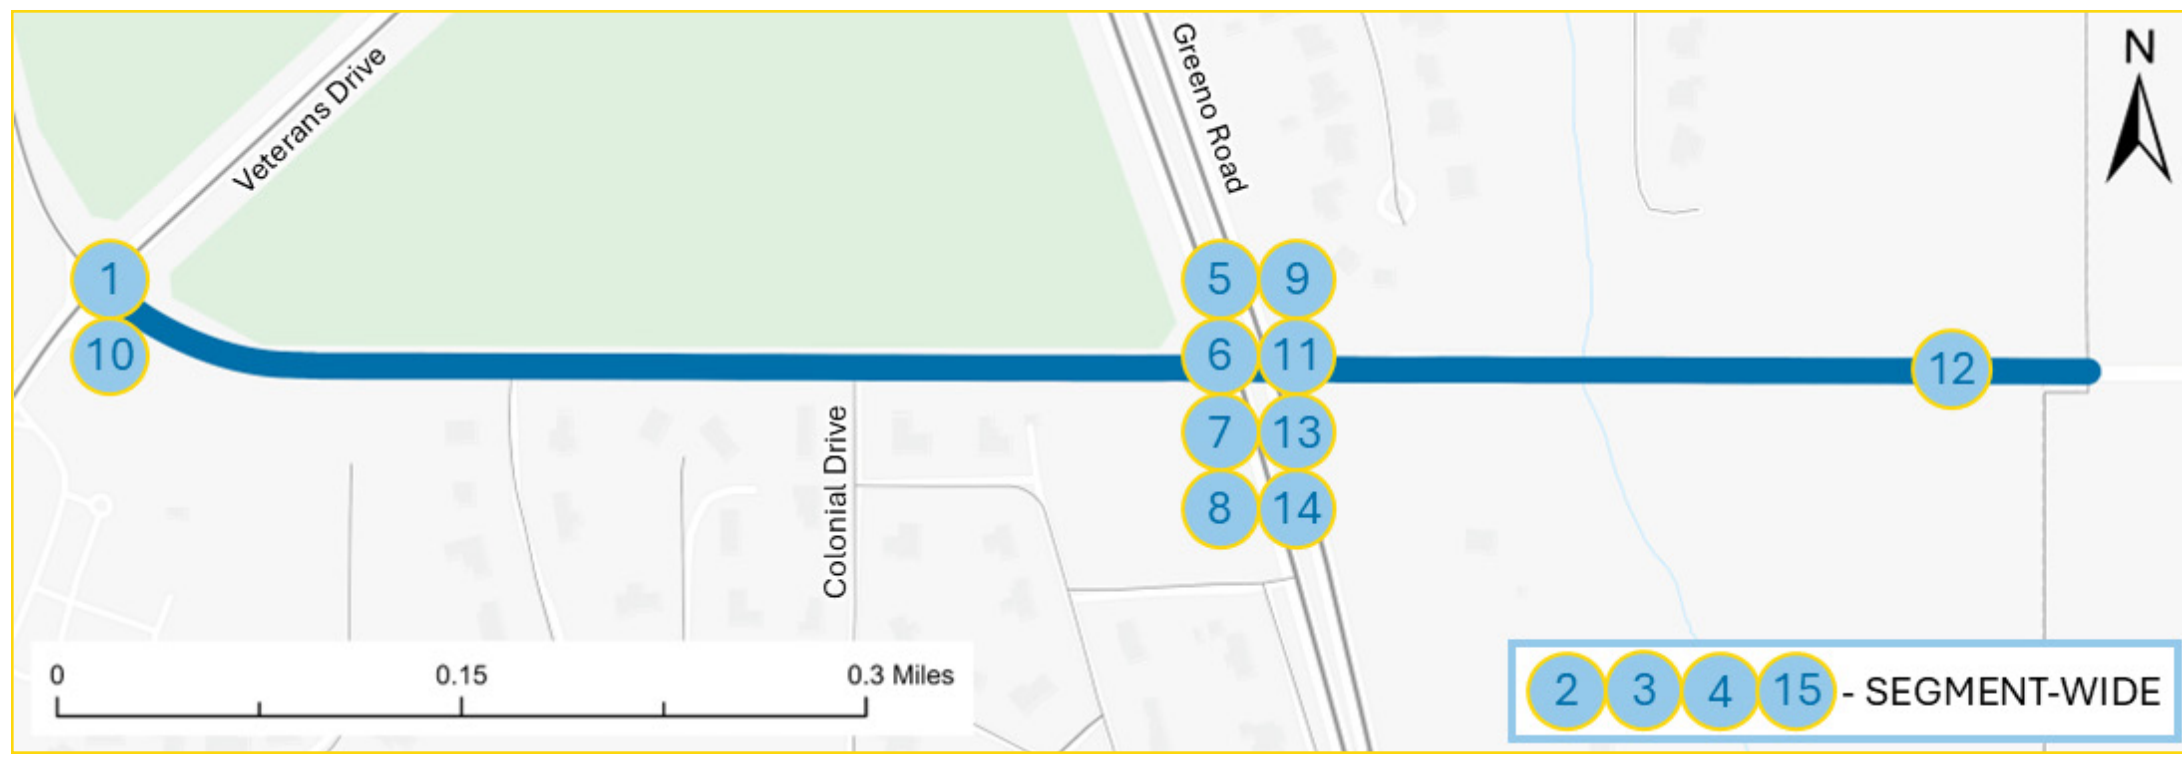 Veterans Drive
Greeno Road
N
1
5 9
10
6 11
12
7 13
Colonial Drive
8 14
0 0.15 0.3 Miles
2 3 4 15 - SEGMENT-WIDE